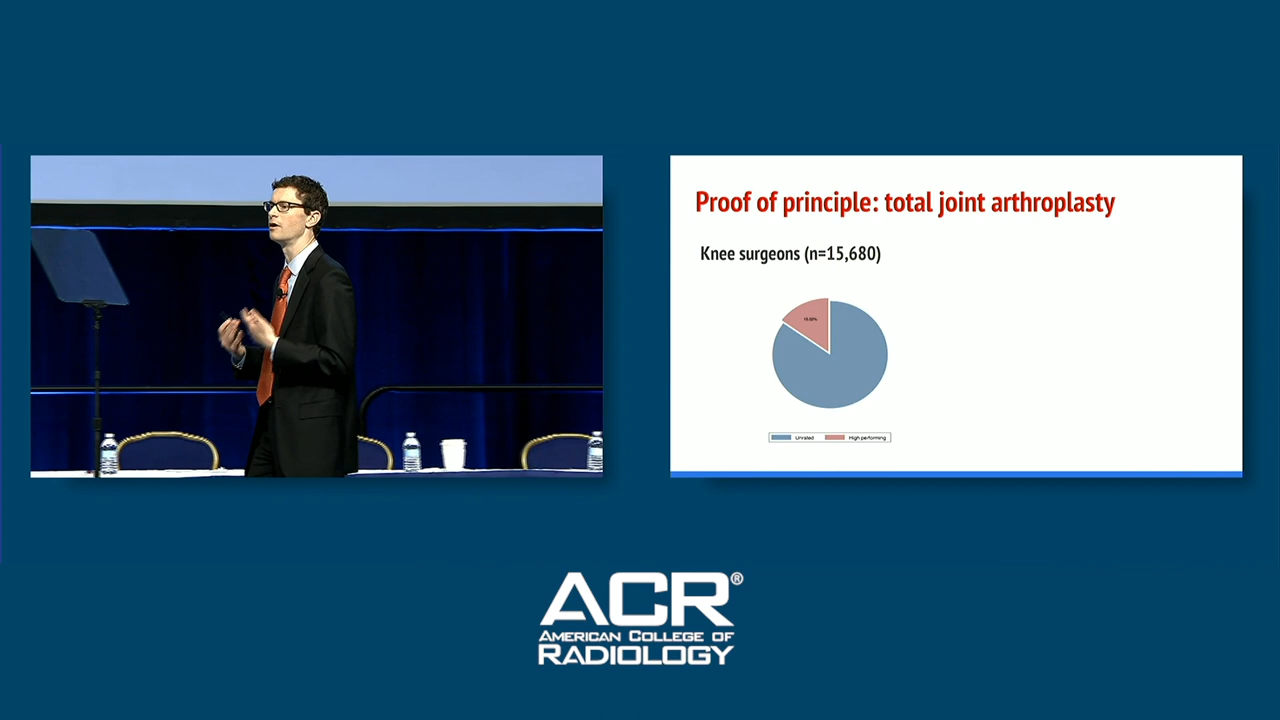 Proof of principle: total joint arthroplasty
Knee surgeons (n=15,680)
Unrated
High performing
ACR®
AMERICAN COLLEGE OF
RADIOLOGY